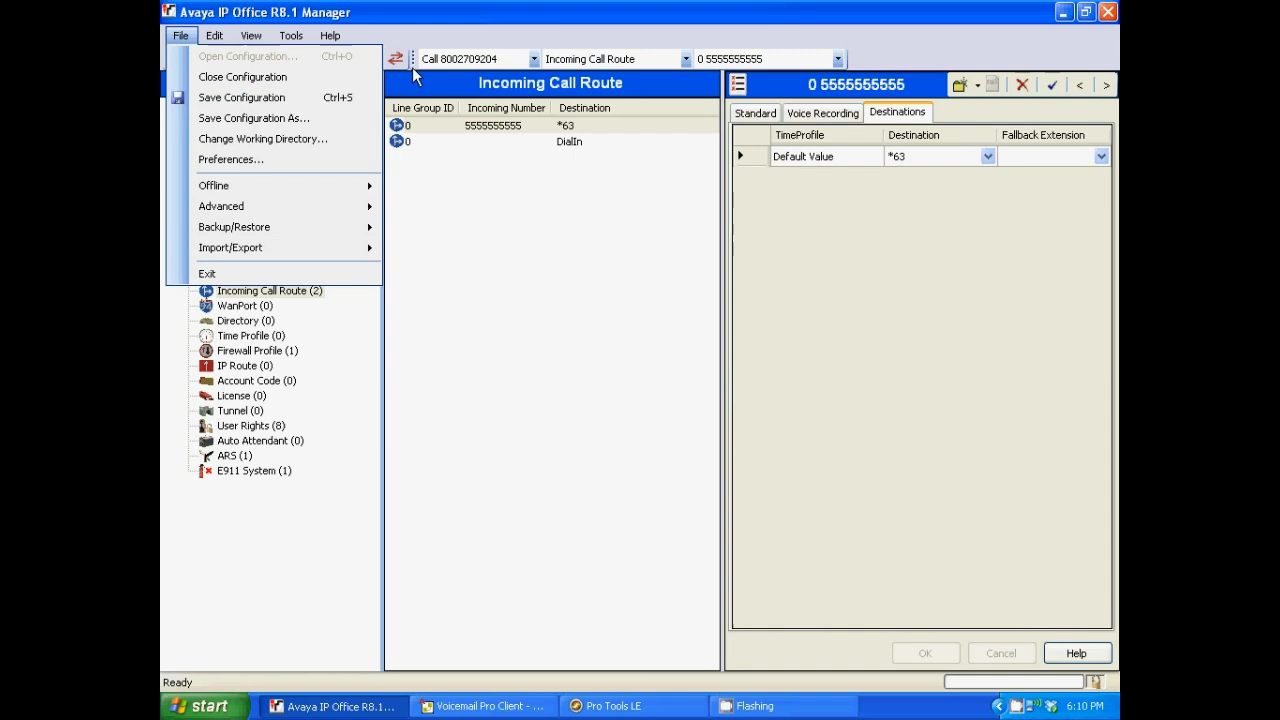 Avaya IP Office R8.1 Manager
File Edit View Tools Help
Open Configuration... Ctrl+O
Close Configuration
Save Configuration Ctrl+S
Save Configuration As...
Change Working Directory...
Preferences...
Offline
Advanced
Backup/Restore
Import/Export
Exit
Call 8002709204 Incoming Call Route 0 5555555555
Incoming Call Route
Line Group ID Incoming Number Destination
0 5555555555 *63
0 DialIn
0 5555555555 < >
Standard Voice Recording Destinations
TimeProfile Destination Fallback Extension
Default Value *63
Incoming Call Route (2)
WanPort (0)
Directory (0)
Time Profile (0)
Firewall Profile (1)
IP Route (0)
Account Code (0)
License (0)
Tunnel (0)
User Rights (8)
Auto Attendant (0)
ARS (1)
E911 System (1)
OK Cancel Help
Ready
start Avaya IP Office R8.1... Voicemail Pro Client - ... Pro Tools LE Flashing 6:10 PM